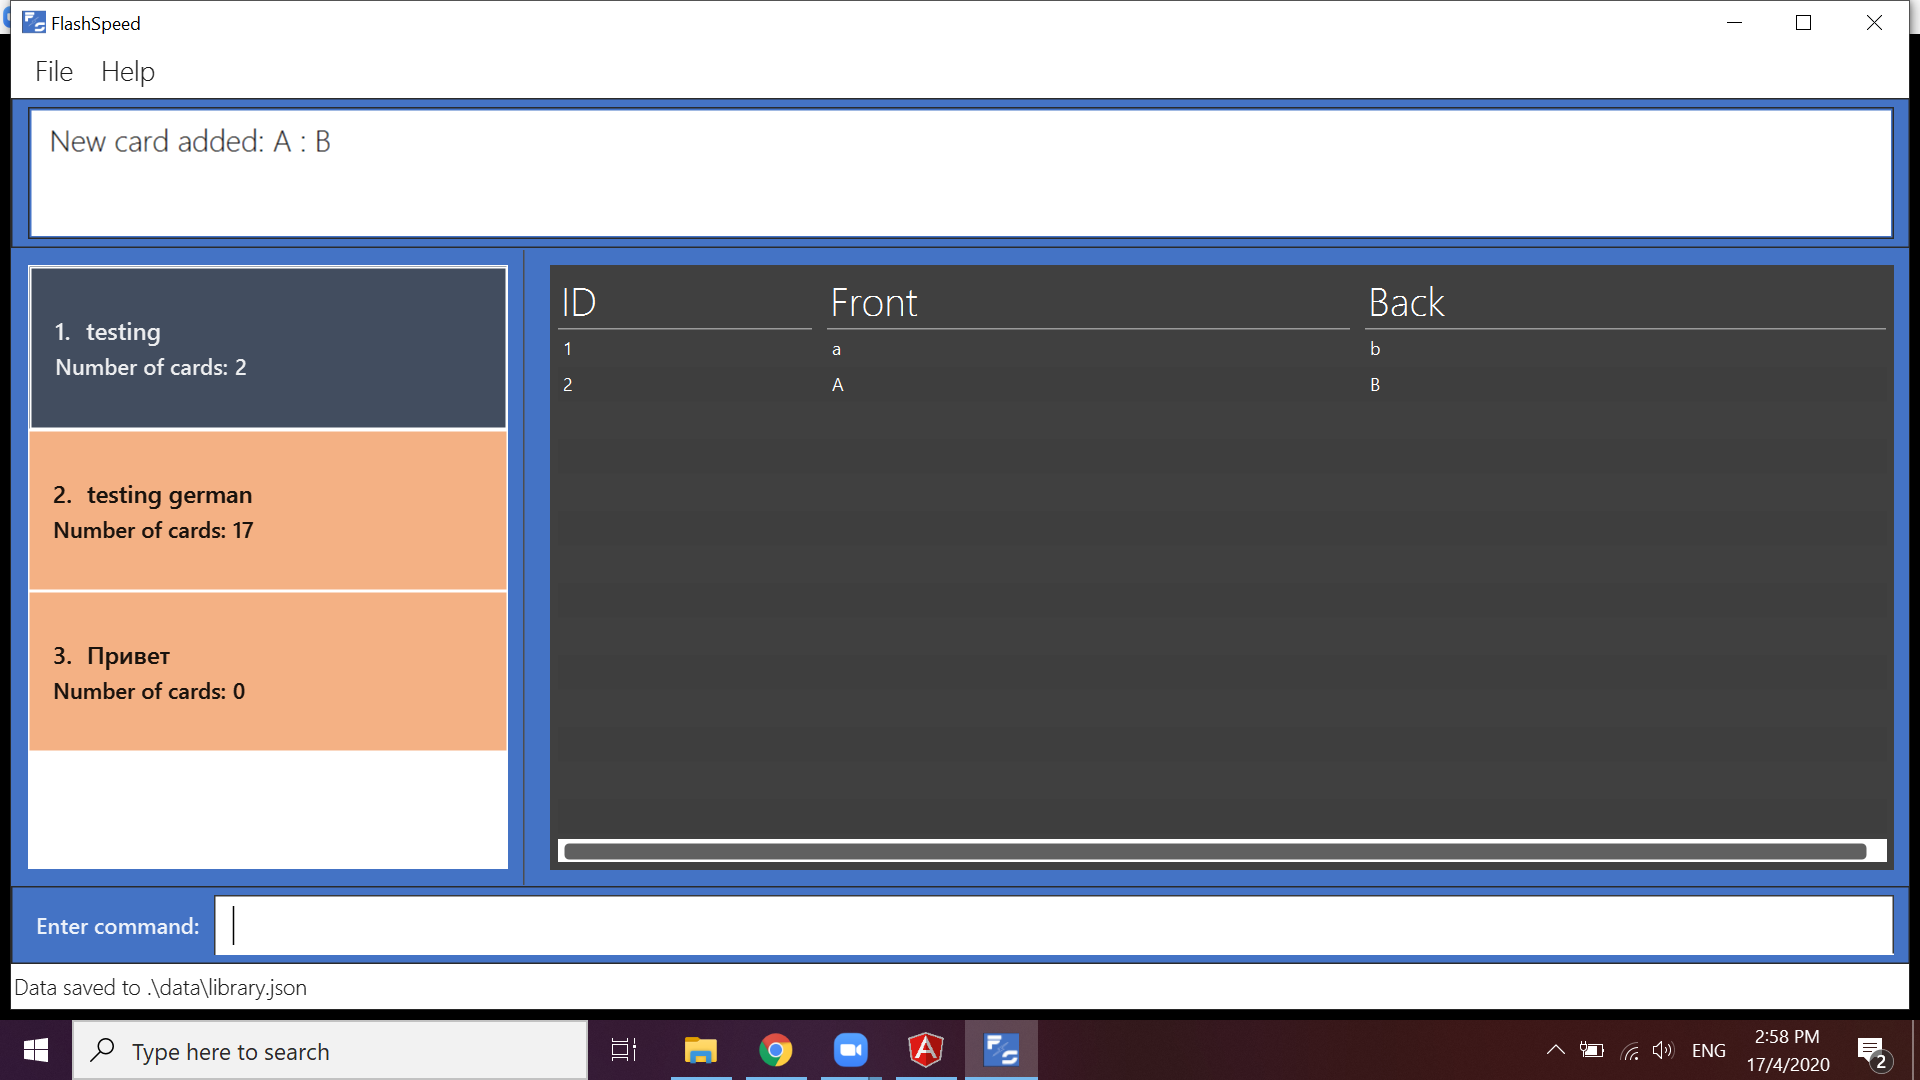 FlashSpeed
File Help
New card added: A : B
1. testing
Number of cards: 2
2. testing german
Number of cards: 17
3. Привет
Number of cards: 0
ID Front Back
1 a b
2 A B
Enter command:
Data saved to .\data\library.json
Type here to search
ENG
2:58 PM
17/4/2020
2